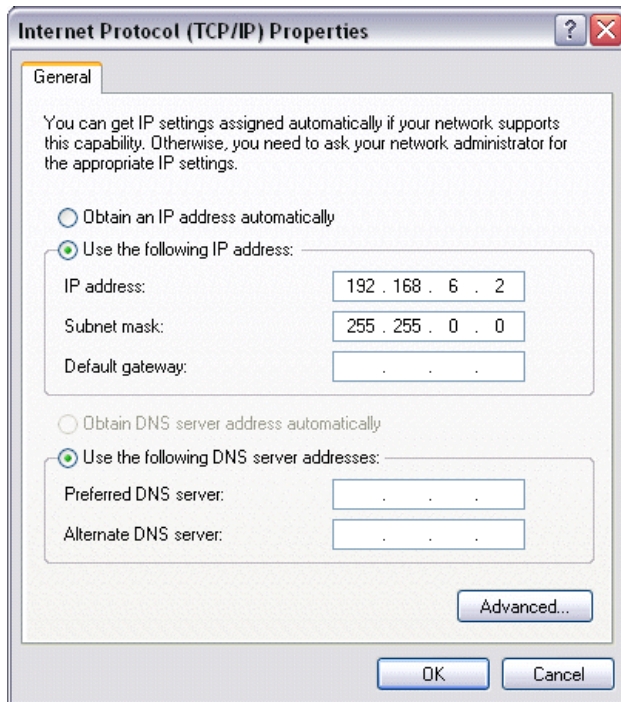 Internet Protocol (TCP/IP) Properties
General
You can get IP settings assigned automatically if your network supports
this capability. Otherwise, you need to ask your network administrator for
the appropriate IP settings.
Obtain an IP address automatically
Use the following IP address:
IP address: 192 . 168 . 6 . 2
Subnet mask: 255 . 255 . 0 . 0
Default gateway: . . .
Obtain DNS server address automatically
Use the following DNS server addresses:
Preferred DNS server: . . .
Alternate DNS server: . . .
Advanced...
OK Cancel